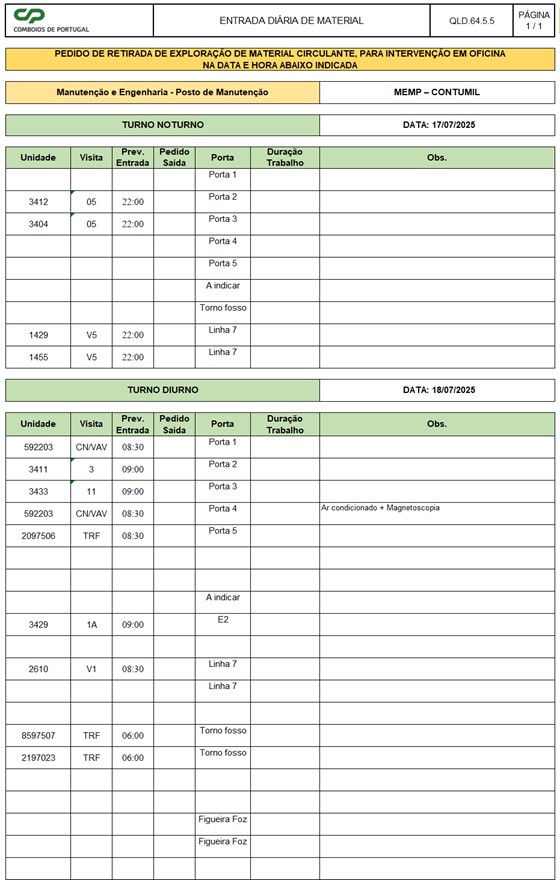 CP
COMBOIOS DE PORTUGAL
ENTRADA DIÁRIA DE MATERIAL
QLD.64.5.5
PÁGINA
1 / 1
PEDIDO DE RETIRADA DE EXPLORAÇÃO DE MATERIAL CIRCULANTE, PARA INTERVENÇÃO EM OFICINA
NA DATA E HORA ABAIXO INDICADA
Manutenção e Engenharia - Posto de Manutenção MEMP – CONTUMIL
TURNO NOTURNO DATA: 17/07/2025
Unidade Visita Prev. Entrada Pedido Saída Porta Duração Trabalho Obs.
Porta 1
3412 05 22:00 Porta 2
3404 05 22:00 Porta 3
Porta 4
Porta 5
A indicar
Torno fosso
1429 V5 22:00 Linha 7
1455 V5 22:00 Linha 7
TURNO DIURNO DATA: 18/07/2025
Unidade Visita Prev. Entrada Pedido Saída Porta Duração Trabalho Obs.
592203 CN/VAV 08:30 Porta 1
3411 3 09:00 Porta 2
3433 11 09:00 Porta 3
592203 CN/VAV 08:30 Porta 4 Ar condicionado + Magnetoscopia
2097506 TRF 08:30 Porta 5
A indicar
3429 1A 09:00 E2
2610 V1 08:30 Linha 7
Linha 7
8597507 TRF 06:00 Torno fosso
2197023 TRF 06:00 Torno fosso
Figueira Foz
Figueira Foz